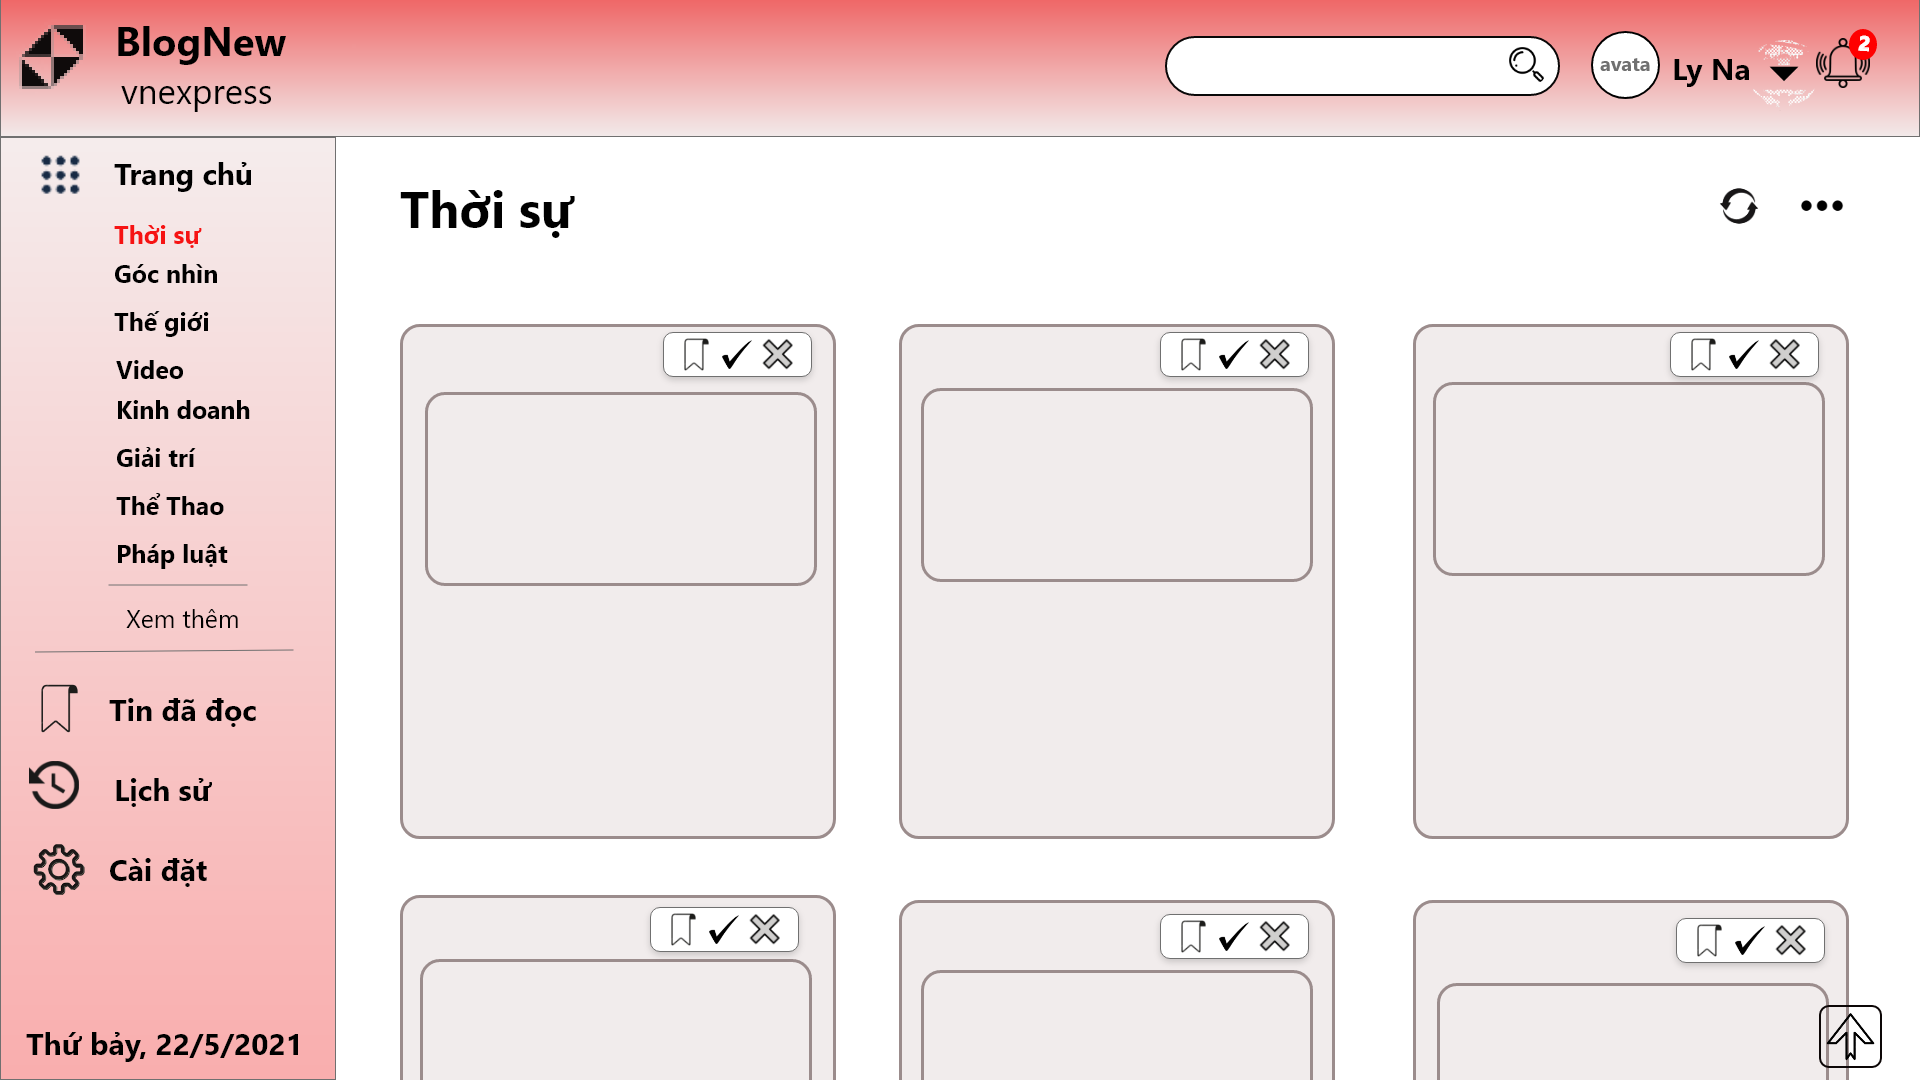 BlogNew
vnexpress
avata
Ly Na
2
Trang chủ
Thời sự
Góc nhìn
Thế giới
Video
Kinh doanh
Giải trí
Thể Thao
Pháp luật
Xem thêm
Tin đã đọc
Lịch sử
Cài đặt
Thứ bảy, 22/5/2021
Thời sự